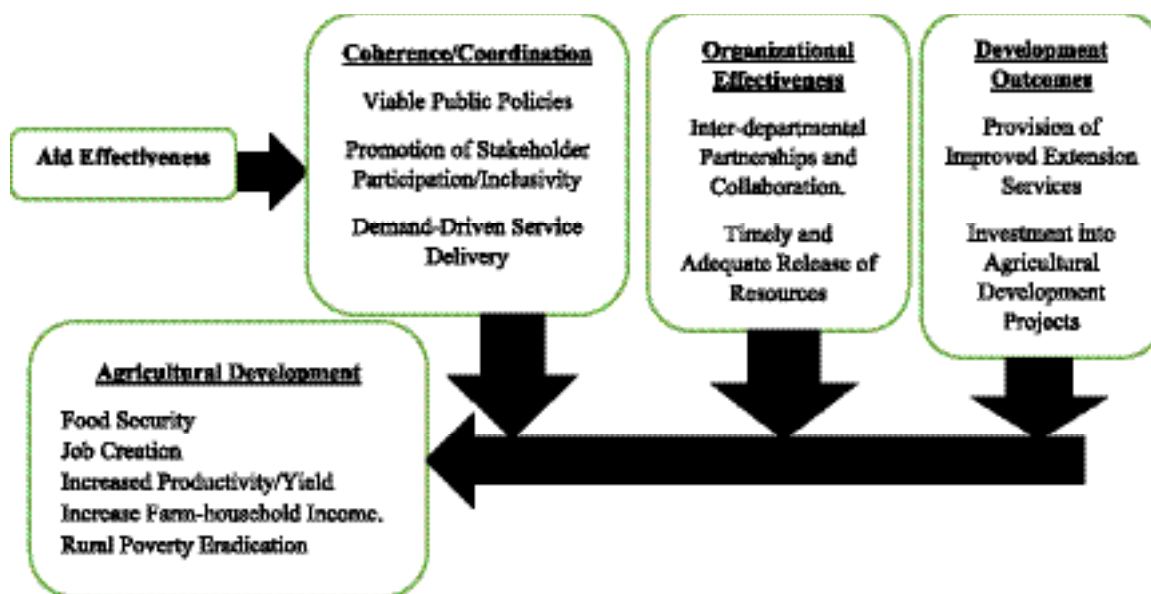 Aid Effectiveness
Coherence/Coordination
Viable Public Policies
Promotion of Stakeholder
Participation/Inclusivity
Demand-Driven Service
Delivery
Organizational
Effectiveness
Inter-departmental
Partnerships and
Collaboration.
Timely and
Adequate Release of
Resources
Development
Outcomes
Provision of
Improved Extension
Services
Investment into
Agricultural
Development
Projects
Agricultural Development
Food Security
Job Creation
Increased Productivity/Yield
Increase Farm-household Income.
Rural Poverty Eradication